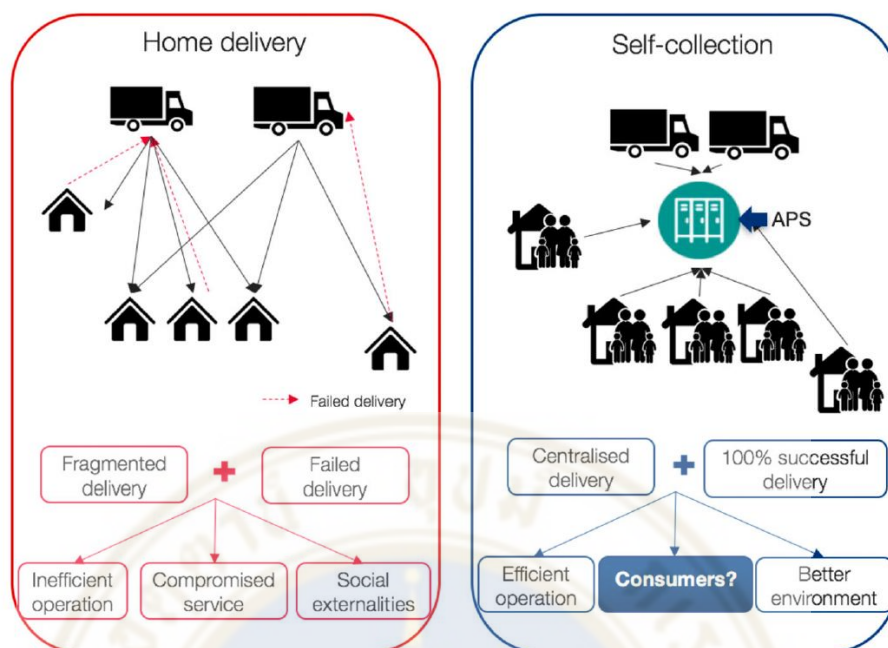 Home delivery
Self-collection
APS
Failed delivery
Fragmented
delivery
Failed
delivery
Centralised
delivery
100% successful
delivery
Inefficient
operation
Compromised
service
Social
externalities
Efficient
operation
Consumers?
Better
environment